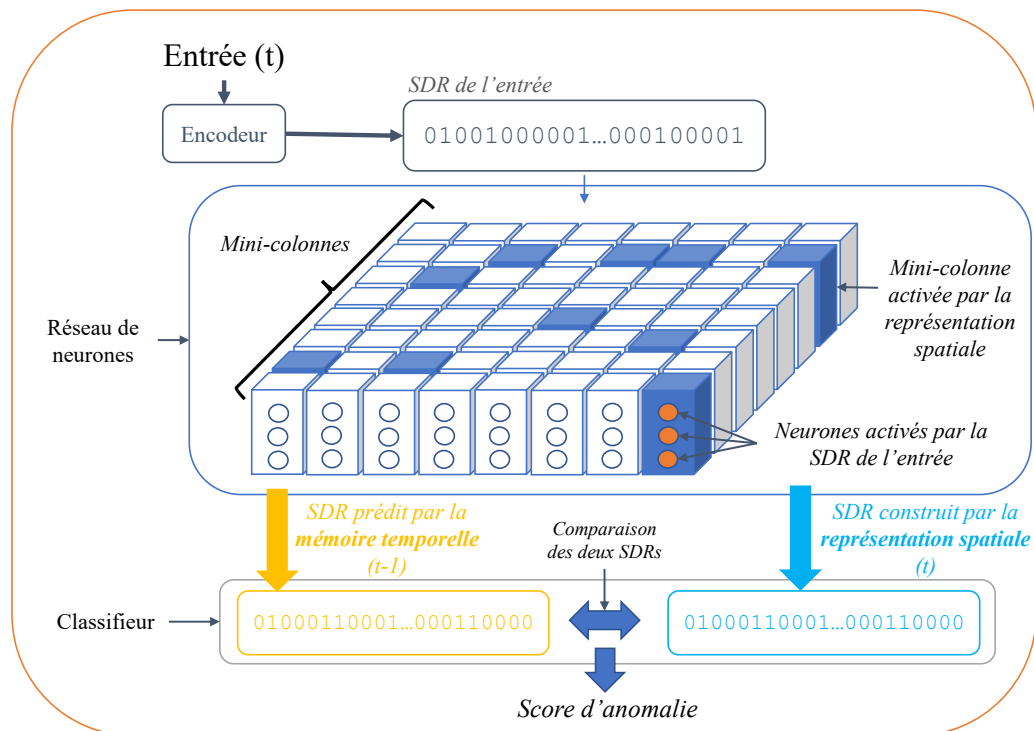 Entrée (t)
SDR de l'entrée
Encodeur
01001000001…000100001
Mini-colonnes
Mini-colonne
activée par la
représentation
spatiale
Réseau de
neurones
Neurones activés par la
SDR de l'entrée
SDR prédit par la
mémoire temporelle
(t-1)
Comparaison
des deux SDRs
SDR construit par la
représentation spatiale
(t)
Classifieur
01000110001…000110000
01000110001…000110000
Score d'anomalie